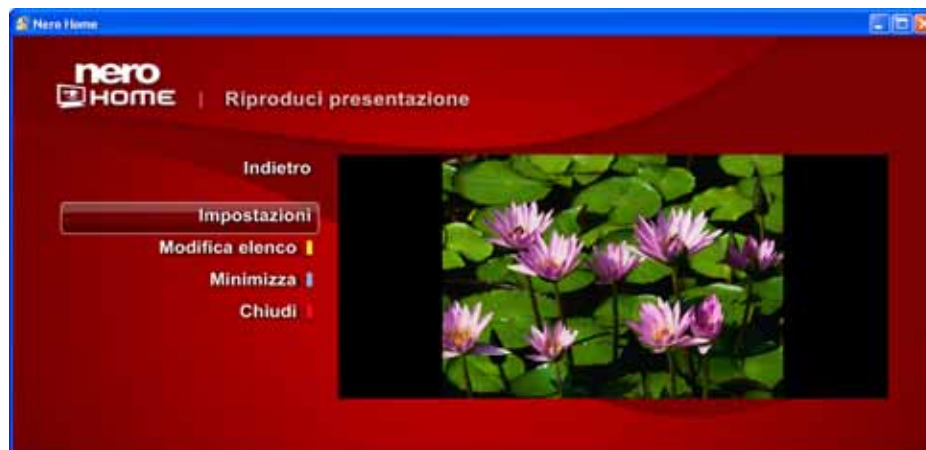 Nero Home
nero
HOME | Riproduci presentazione
Indietro
Impostazioni
Modifica elenco
Minimizza
Chiudi